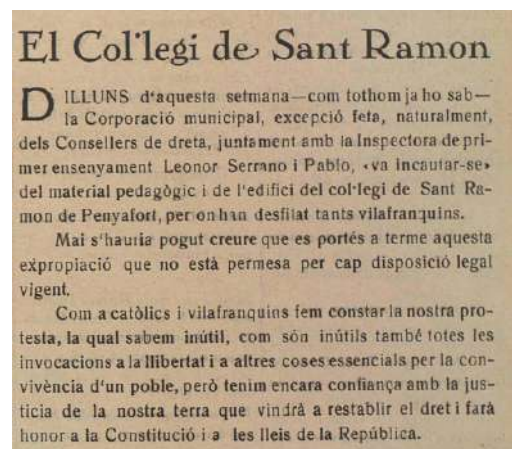 El Col·legi de Sant Ramon
DILLUNS d'aquesta setmana—com tothom ja ho sab—
la Corporació municipal, excepció feta, naturalment,
dels Consellers de dreta, juntament amb la Inspectora de pri-
mer ensenyament Leonor Serrano i Pablo, «va incautar-se»
del material pedagògic i de l'edifici del col·legi de Sant Ra-
mon de Penyafort, per on han desfilat tants vilafranquins.
Mai s'hauria pogut creure que es portés a terme aquesta
expropiació que no està permesa per cap disposició legal
vigent.
Com a catòlics i vilafranquins fem constar la nostra pro-
testa, la qual sabem inútil, com són inútils també totes les
invocacions a la llibertat i a altres coses essencials per la con-
vivència d'un poble, però tenim encara confiança amb la jus-
ticia de la nostra terra que vindrà a restablir el dret i farà
honor a la Constitució i a les lleis de la República.